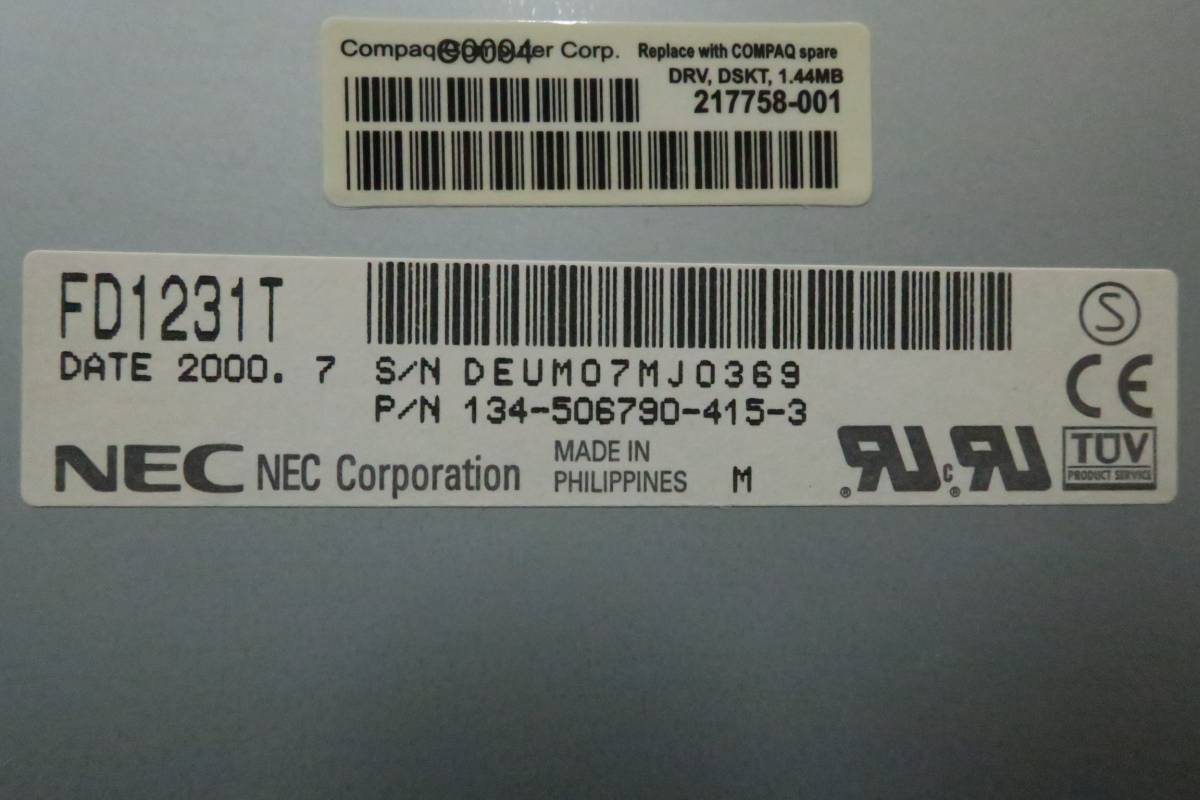 Compaq Computer Corp.
Replace with COMPAQ spare
DRV, DSKT, 1.44MB
217758-001
FD1231T
DATE 2000. 7 S/N DEUM07MJ0369
P/N 134-506790-415-3
NEC NEC Corporation MADE IN
PHILIPPINES M
S
CE
TÜV
PRODUCT SERVICE